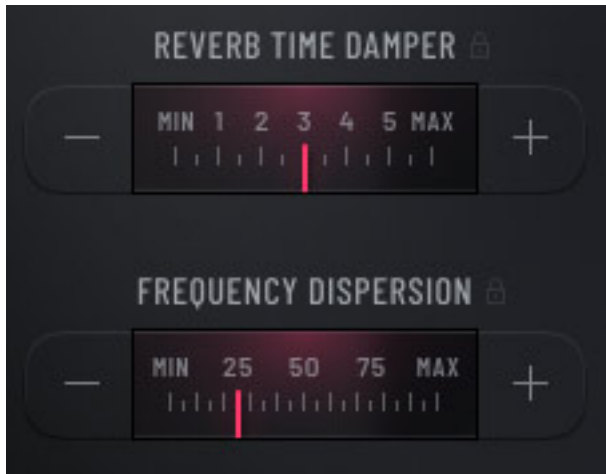 REVERB TIME DAMPER
MIN 1 2 3 4 5 MAX
FREQUENCY DISPERSION
MIN 25 50 75 MAX